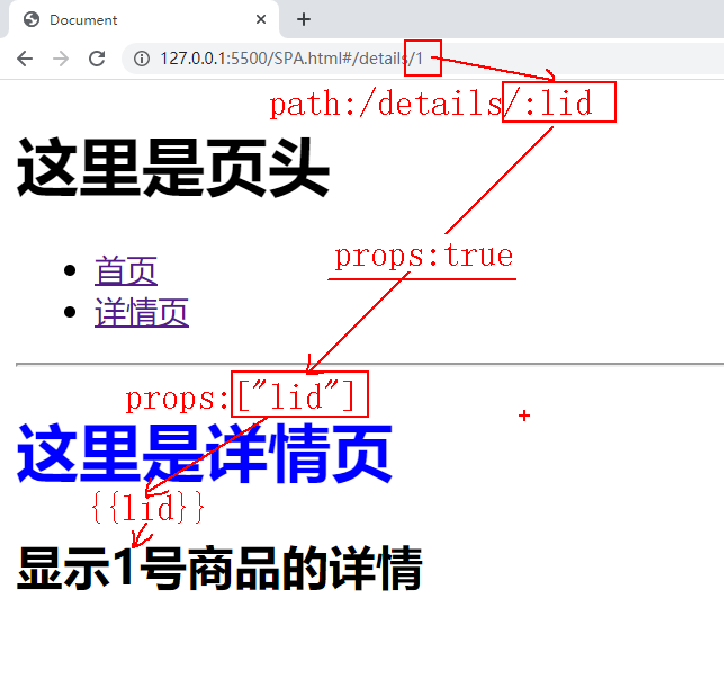 Document
127.0.0.1:5500/SPA.html#/details/1
path:/details/:lid
这里是页头
props:true
首页
详情页
props:["lid"]
这里是详情页
{{lid}}
显示1号商品的详情